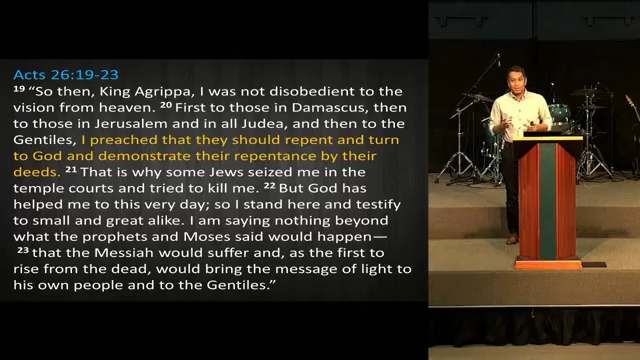 Acts 26:19-23
19 “So then, King Agrippa, I was not disobedient to the
vision from heaven. 20 First to those in Damascus, then
to those in Jerusalem and in all Judea, and then to the
Gentiles, I preached that they should repent and turn
to God and demonstrate their repentance by their
deeds. 21 That is why some Jews seized me in the
temple courts and tried to kill me. 22 But God has
helped me to this very day; so I stand here and testify
to small and great alike. I am saying nothing beyond
what the prophets and Moses said would happen—
23 that the Messiah would suffer and, as the first to
rise from the dead, would bring the message of light to
his own people and to the Gentiles.”